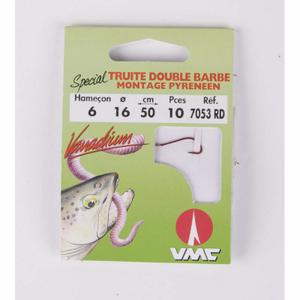 Special TRUITE DOUBLE BARBE
MONTAGE PYRENEEN
Hameçon ø cm Pces Réf.
6 16 50 10 7053 RD
Vanadium
VMC